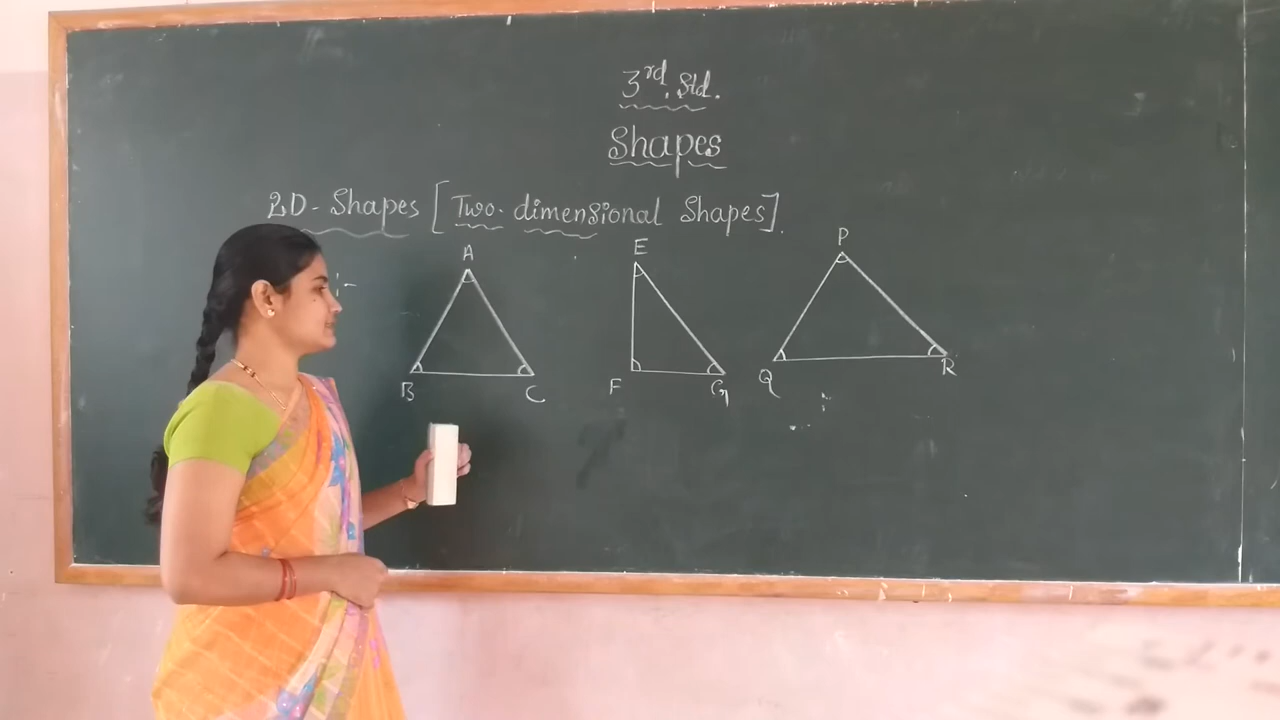 3rd. Std.
Shapes
2D- Shapes [Two- dimensional Shapes].
:-
A E P
B C F G Q R